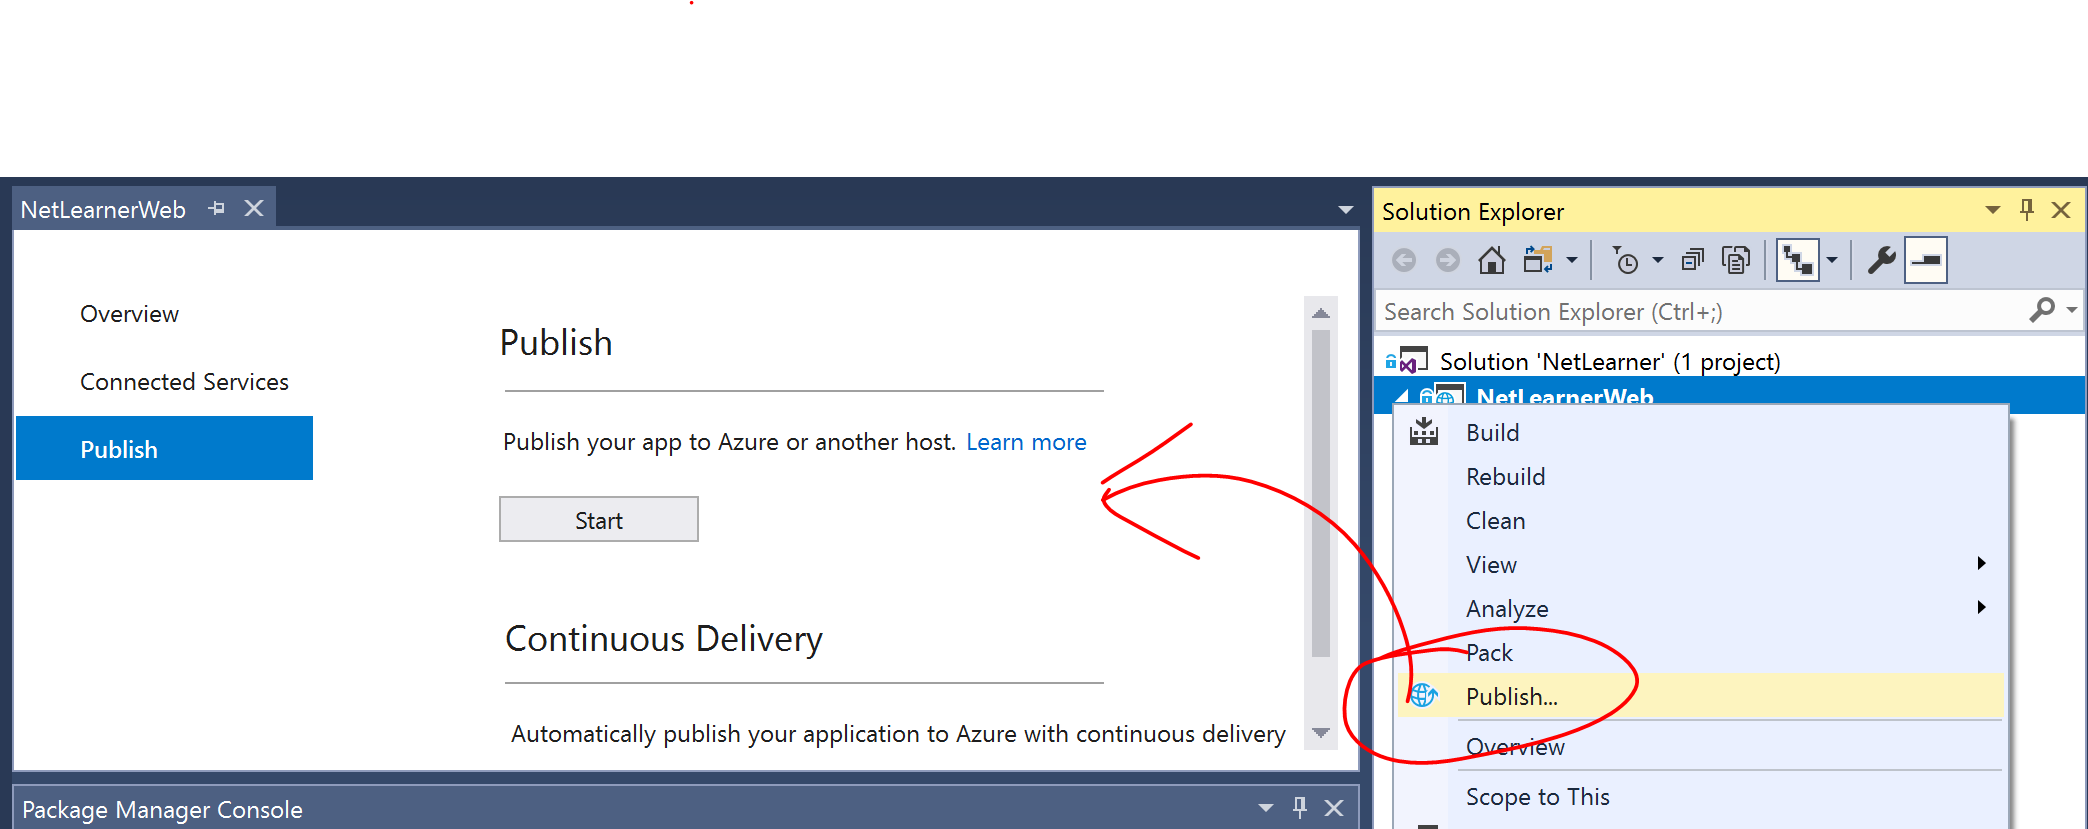 NetLearnerWeb
Overview
Connected Services
Publish
Publish
Publish your app to Azure or another host. Learn more
Start
Continuous Delivery
Automatically publish your application to Azure with continuous delivery
Package Manager Console
Solution Explorer
Search Solution Explorer (Ctrl+;)
Solution 'NetLearner' (1 project)
NetLearnerWeb
Build
Rebuild
Clean
View
Analyze
Pack
Publish...
Overview
Scope to This